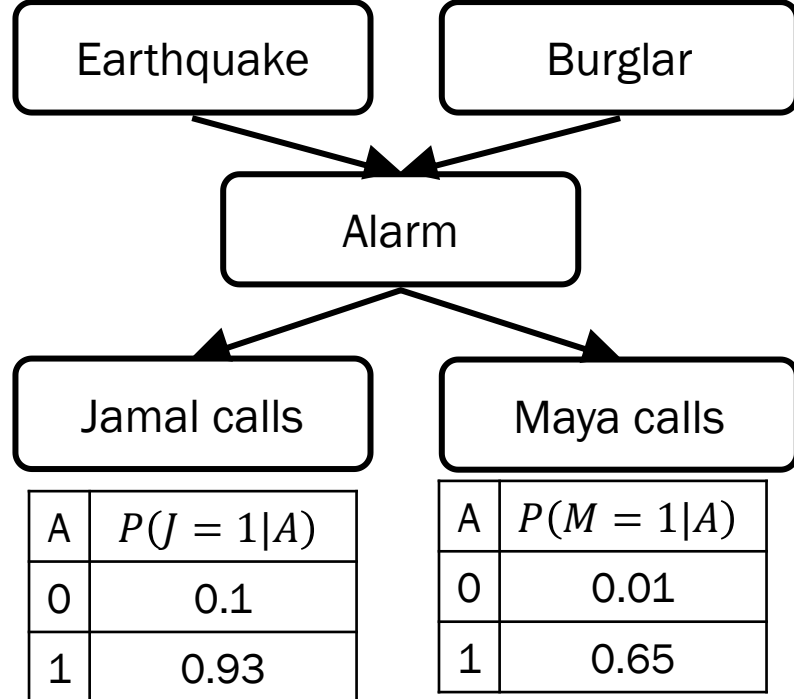 Earthquake
Burglar
Alarm
Jamal calls
Maya calls
A P(J = 1|A)
0 0.1
1 0.93
A P(M = 1|A)
0 0.01
1 0.65